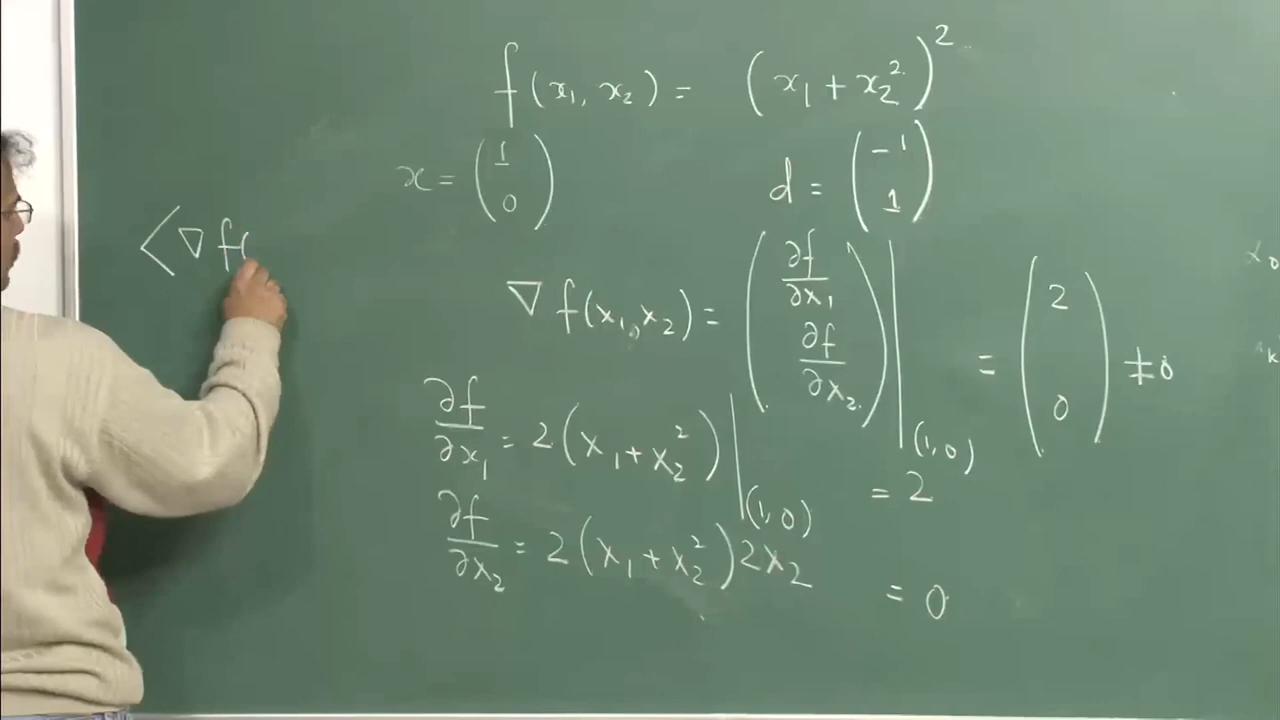 f(x₁, x₂) = (x₁ + x₂²)²
x = (1 0)
d = (-1 1)
⟨∇f(
∇f(x₁, x₂) = (∂f/∂x₁ ∂f/∂x₂)|(1, 0) = (2 0) ≠ 0
∂f/∂x₁ = 2(x₁ + x₂²)|(1, 0) = 2
∂f/∂x₂ = 2(x₁ + x₂²)2x₂ = 0